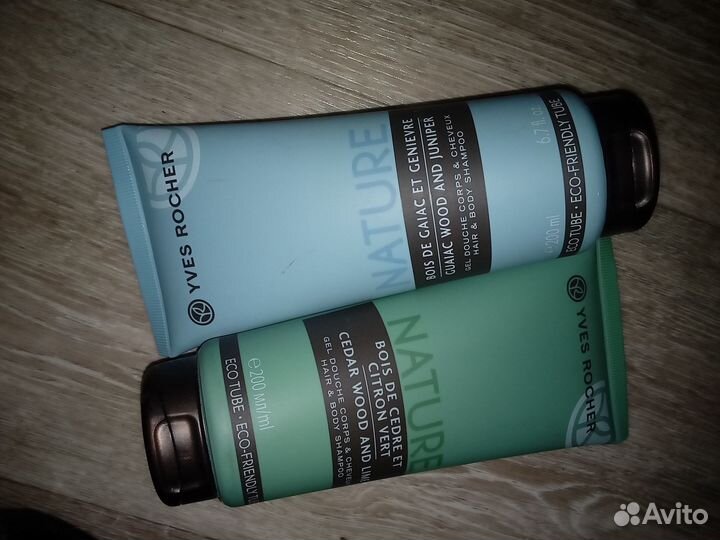 YVES ROCHER
NATURE
BOIS DE GAIAC ET GENIEVRE
GUAIAC WOOD AND JUNIPER
GEL DOUCHE CORPS & CHEVEUX
HAIR & BODY SHAMPOO
200 ml 6.7 fl. oz.
ECO TUBE · ECO-FRIENDLY TUBE
YVES ROCHER
NATURE
BOIS DE CEDRE ET
CITRON VERT
CEDAR WOOD AND LIME
GEL DOUCHE CORPS & CHEVEUX
HAIR & BODY SHAMPOO
℮200 мл/ml
ECO TUBE · ECO-FRIENDLY TU
Avito